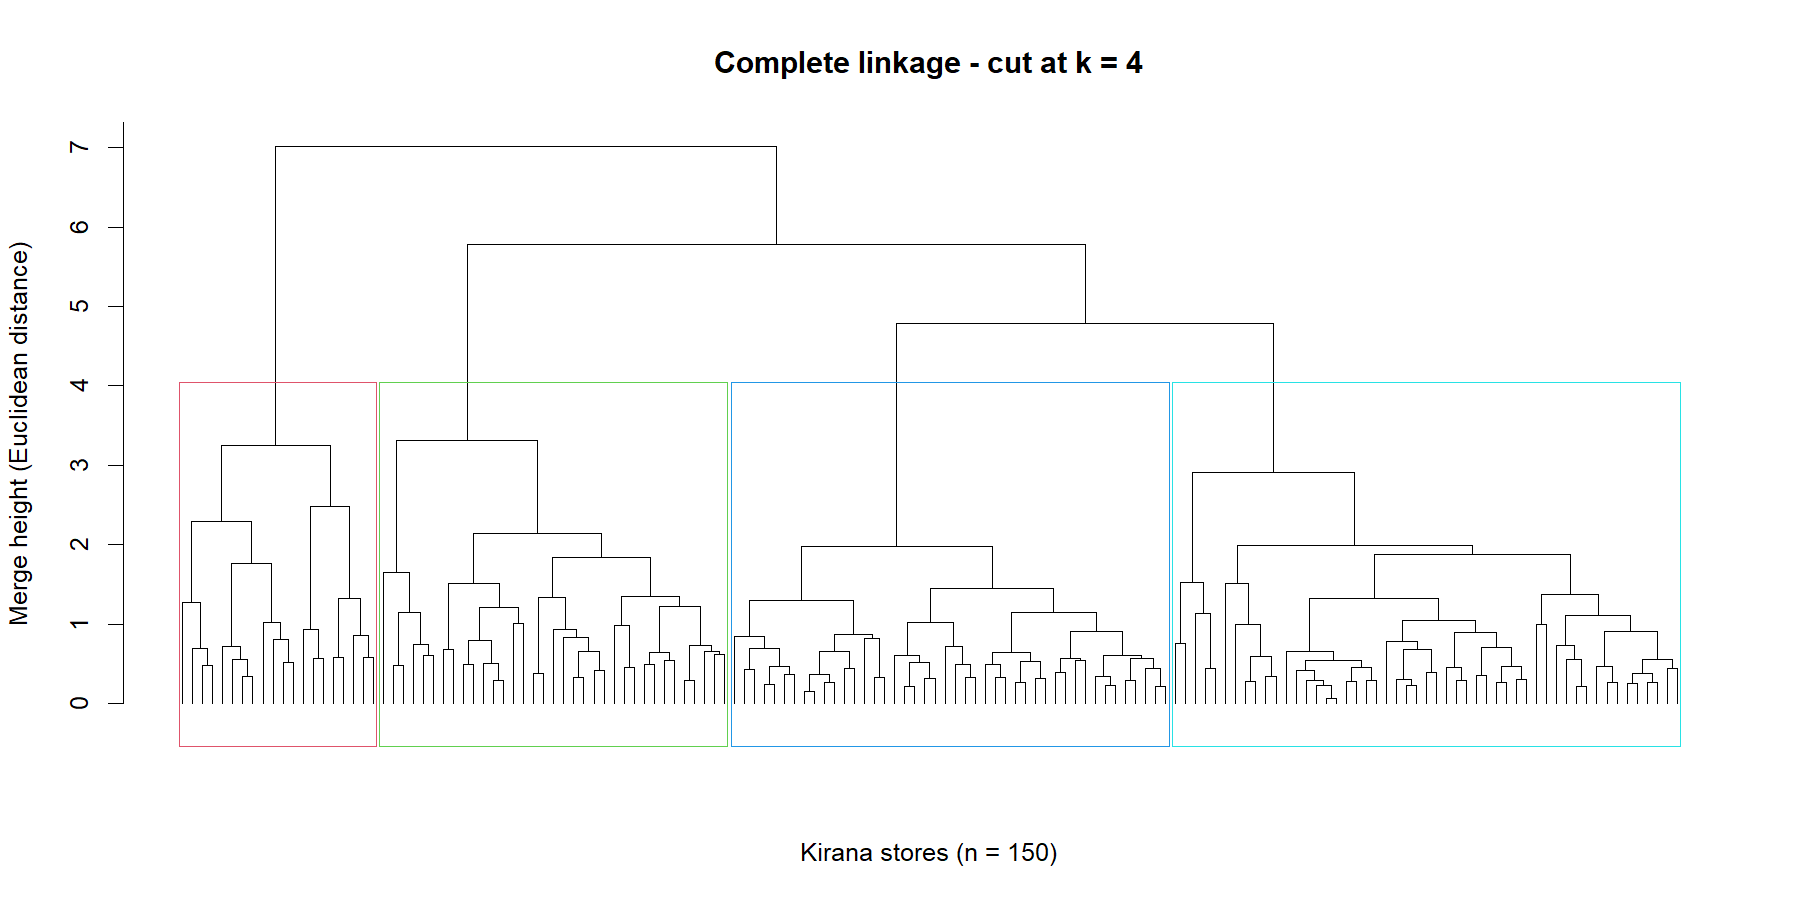 Complete linkage - cut at k = 4
7
6
5
4
3
2
1
0
Merge height (Euclidean distance)
Kirana stores (n = 150)